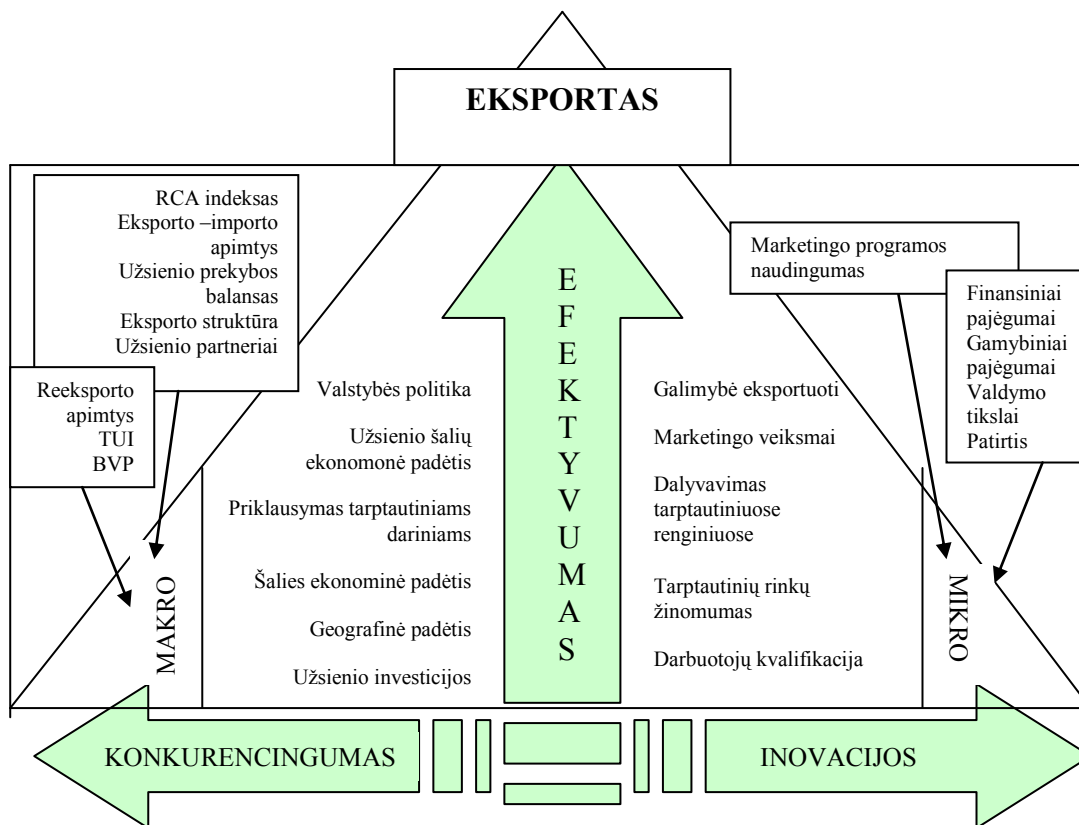 EKSPORTAS
RCA indeksas
Eksporto –importo
apimtys
Užsienio prekybos
balansas
Eksporto struktūra
Užsienio partneriai
Reeksporto
apimtys
TUI
BVP
MAKRO
Valstybės politika
Užsienio šalių
ekonomonė padėtis
Priklausymas tarptautiniams
dariniams
Šalies ekonominė padėtis
Geografinė padėtis
Užsienio investicijos
EFEKTYVUMAS
Galimybė eksportuoti
Marketingo veiksmai
Dalyvavimas
tarptautiniuose
renginiuose
Tarptautinių rinkų
žinomumas
Darbuotojų kvalifikacija
Marketingo programos
naudingumas
Finansiniai
pajėgumai
Gamybiniai
pajėgumai
Valdymo
tikslai
Patirtis
MIKRO
KONKURENCINGUMAS
INOVACIJOS